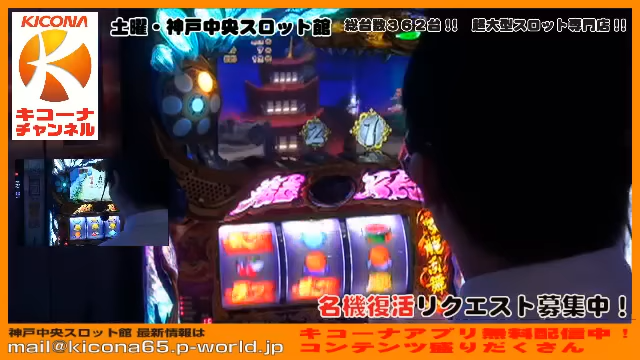 KICONA
キコーナ
チャンネル
土曜・神戸中央スロット館
総台数362台!! 超大型スロット専門店!!
7
名機復活リクエスト募集中!
神戸中央スロット館 最新情報は
mail@kicona65.p-world.jp
キコーナアプリ無料配信中!
コンテンツ盛りだくさん